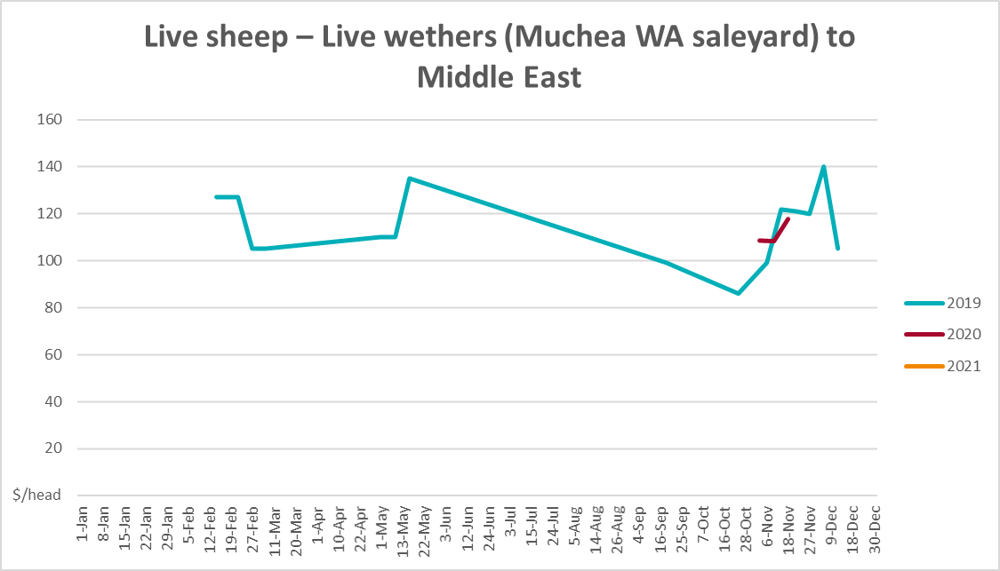 Live sheep – Live wethers (Muchea WA saleyard) to
Middle East
160
140
120
100
80
60
40
20
$/head
1-Jan
8-Jan
15-Jan
22-Jan
29-Jan
5-Feb
12-Feb
19-Feb
27-Feb
11-Mar
20-Mar
1-Apr
10-Apr
22-Apr
1-May
13-May
22-May
3-Jun
12-Jun
24-Jun
3-Jul
15-Jul
24-Jul
5-Aug
14-Aug
26-Aug
4-Sep
16-Sep
25-Sep
7-Oct
16-Oct
28-Oct
6-Nov
18-Nov
27-Nov
9-Dec
18-Dec
30-Dec
2019
2020
2021